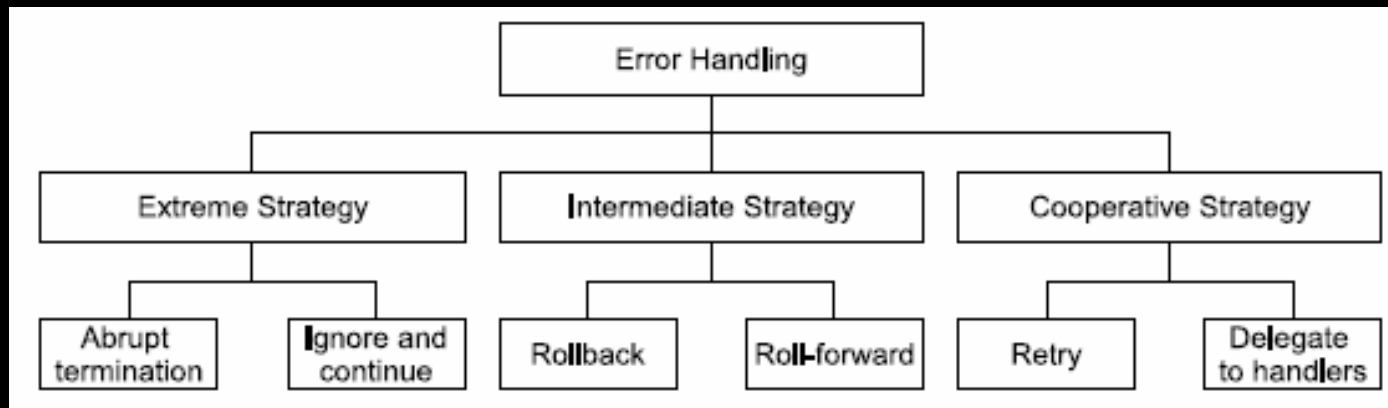 Error Handling
Extreme Strategy
Intermediate Strategy
Cooperative Strategy
Abrupt
termination
Ignore and
continue
Rollback
Roll-forward
Retry
Delegate
to handlers